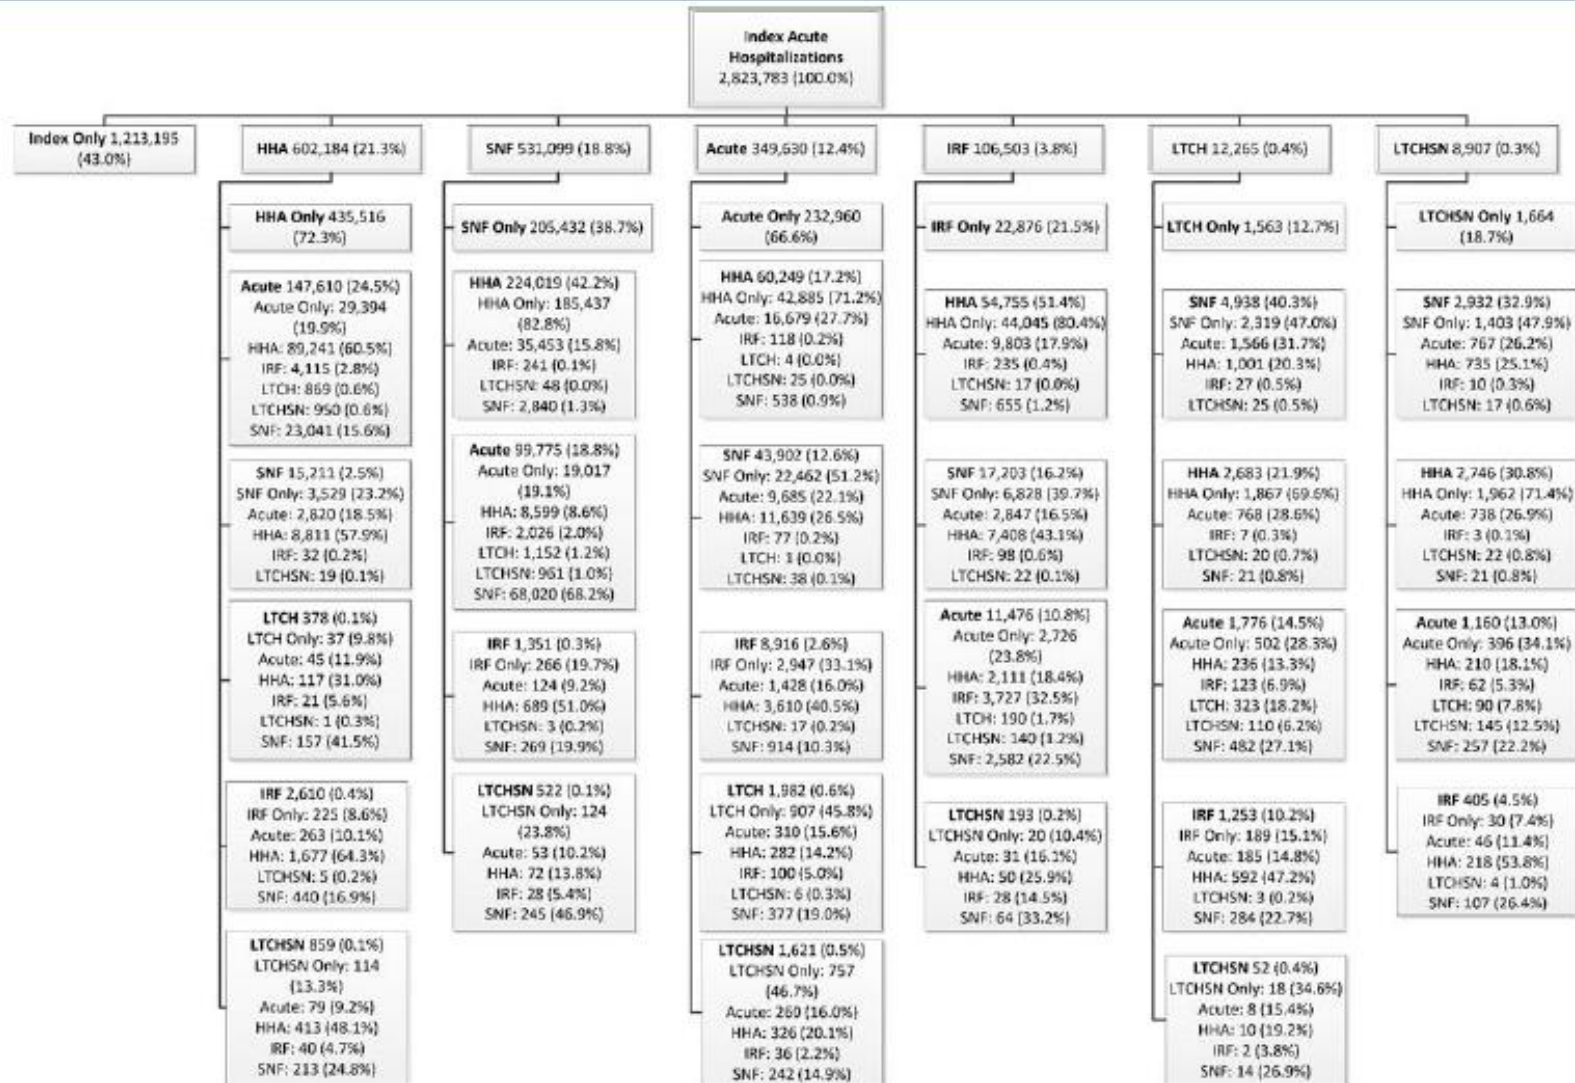 Index Acute
Hospitalizations
2,823,783 (100.0%)
Index Only 1,213,195
(43.0%)
HHA 602,184 (21.3%)
SNF 531,099 (18.8%)
Acute 349,630 (12.4%)
IRF 106,503 (3.8%)
LTCH 12,265 (0.4%)
LTCHSN 8,907 (0.3%)
HHA Only 435,516
(72.3%)
Acute 147,610 (24.5%)
Acute Only: 29,394
(19.9%)
HHA: 89,241 (60.5%)
IRF: 4,115 (2.8%)
LTCH: 869 (0.6%)
LTCHSN: 950 (0.6%)
SNF: 23,041 (15.6%)
SNF 15,211 (2.5%)
SNF Only: 3,529 (23.2%)
Acute: 2,820 (18.5%)
HHA: 8,811 (57.9%)
IRF: 32 (0.2%)
LTCHSN: 19 (0.1%)
LTCH 378 (0.1%)
LTCH Only: 37 (9.8%)
Acute: 45 (11.9%)
HHA: 117 (31.0%)
IRF: 21 (5.6%)
LTCHSN: 1 (0.3%)
SNF: 157 (41.5%)
IRF 2,610 (0.4%)
IRF Only: 225 (8.6%)
Acute: 263 (10.1%)
HHA: 1,677 (64.3%)
LTCHSN: 5 (0.2%)
SNF: 440 (16.9%)
LTCHSN 859 (0.1%)
LTCHSN Only: 114
(13.3%)
Acute: 79 (9.2%)
HHA: 413 (48.1%)
IRF: 40 (4.7%)
SNF: 213 (24.8%)
SNF Only 205,432 (38.7%)
HHA 224,019 (42.2%)
HHA Only: 185,437
(82.8%)
Acute: 35,453 (15.8%)
IRF: 241 (0.1%)
LTCHSN: 48 (0.0%)
SNF: 2,840 (1.3%)
Acute 99,775 (18.8%)
Acute Only: 19,017
(19.1%)
HHA: 8,599 (8.6%)
IRF: 2,026 (2.0%)
LTCH: 1,152 (1.2%)
LTCHSN: 961 (1.0%)
SNF: 68,020 (68.2%)
IRF 1,351 (0.3%)
IRF Only: 266 (19.7%)
Acute: 124 (9.2%)
HHA: 689 (51.0%)
LTCHSN: 3 (0.2%)
SNF: 269 (19.9%)
LTCHSN 522 (0.1%)
LTCHSN Only: 124
(23.8%)
Acute: 53 (10.2%)
HHA: 72 (13.8%)
IRF: 28 (5.4%)
SNF: 245 (46.9%)
Acute Only 232,960
(66.6%)
HHA 60,249 (17.2%)
HHA Only: 42,885 (71.2%)
Acute: 16,679 (27.7%)
IRF: 118 (0.2%)
LTCH: 4 (0.0%)
LTCHSN: 25 (0.0%)
SNF: 538 (0.9%)
SNF 43,902 (12.6%)
SNF Only: 22,462 (51.2%)
Acute: 9,685 (22.1%)
HHA: 11,639 (26.5%)
IRF: 77 (0.2%)
LTCH: 1 (0.0%)
LTCHSN: 38 (0.1%)
IRF 8,916 (2.6%)
IRF Only: 2,947 (33.1%)
Acute: 1,428 (16.0%)
HHA: 3,610 (40.5%)
LTCHSN: 17 (0.2%)
SNF: 914 (10.3%)
LTCH 1,982 (0.6%)
LTCH Only: 907 (45.8%)
Acute: 310 (15.6%)
HHA: 282 (14.2%)
IRF: 100 (5.0%)
LTCHSN: 6 (0.3%)
SNF: 377 (19.0%)
LTCHSN 1,621 (0.5%)
LTCHSN Only: 757
(46.7%)
Acute: 260 (16.0%)
HHA: 326 (20.1%)
IRF: 36 (2.2%)
SNF: 242 (14.9%)
IRF Only 22,876 (21.5%)
HHA 54,755 (51.4%)
HHA Only: 44,045 (80.4%)
Acute: 9,803 (17.9%)
IRF: 235 (0.4%)
LTCHSN: 17 (0.0%)
SNF: 655 (1.2%)
SNF 17,203 (16.2%)
SNF Only: 6,828 (39.7%)
Acute: 2,847 (16.5%)
HHA: 7,408 (43.1%)
IRF: 98 (0.6%)
LTCHSN: 22 (0.1%)
Acute 11,476 (10.8%)
Acute Only: 2,726
(23.8%)
HHA: 2,111 (18.4%)
IRF: 3,727 (32.5%)
LTCH: 190 (1.7%)
LTCHSN: 140 (1.2%)
SNF: 2,582 (22.5%)
LTCHSN 193 (0.2%)
LTCHSN Only: 20 (10.4%)
Acute: 31 (16.1%)
HHA: 50 (25.9%)
IRF: 28 (14.5%)
SNF: 64 (33.2%)
LTCH Only 1,563 (12.7%)
SNF 4,938 (40.3%)
SNF Only: 2,319 (47.0%)
Acute: 1,566 (31.7%)
HHA: 1,001 (20.3%)
IRF: 27 (0.5%)
LTCHSN: 25 (0.5%)
HHA 2,683 (21.9%)
HHA Only: 1,867 (69.6%)
Acute: 768 (28.6%)
IRF: 7 (0.3%)
LTCHSN: 20 (0.7%)
SNF: 21 (0.8%)
Acute 1,776 (14.5%)
Acute Only: 502 (28.3%)
HHA: 236 (13.3%)
IRF: 123 (6.9%)
LTCH: 323 (18.2%)
LTCHSN: 110 (6.2%)
SNF: 482 (27.1%)
IRF 1,253 (10.2%)
IRF Only: 189 (15.1%)
Acute: 185 (14.8%)
HHA: 592 (47.2%)
LTCHSN: 3 (0.2%)
SNF: 284 (22.7%)
LTCHSN 52 (0.4%)
LTCHSN Only: 18 (34.6%)
Acute: 8 (15.4%)
HHA: 10 (19.2%)
IRF: 2 (3.8%)
SNF: 14 (26.9%)
LTCHSN Only 1,664
(18.7%)
SNF 2,932 (32.9%)
SNF Only: 1,403 (47.9%)
Acute: 767 (26.2%)
HHA: 735 (25.1%)
IRF: 10 (0.3%)
LTCHSN: 17 (0.6%)
HHA 2,746 (30.8%)
HHA Only: 1,962 (71.4%)
Acute: 738 (26.9%)
IRF: 3 (0.1%)
LTCHSN: 22 (0.8%)
SNF: 21 (0.8%)
Acute 1,160 (13.0%)
Acute Only: 396 (34.1%)
HHA: 210 (18.1%)
IRF: 62 (5.3%)
LTCH: 90 (7.8%)
LTCHSN: 145 (12.5%)
SNF: 257 (22.2%)
IRF 405 (4.5%)
IRF Only: 30 (7.4%)
Acute: 46 (11.4%)
HHA: 218 (53.8%)
LTCHSN: 4 (1.0%)
SNF: 107 (26.4%)